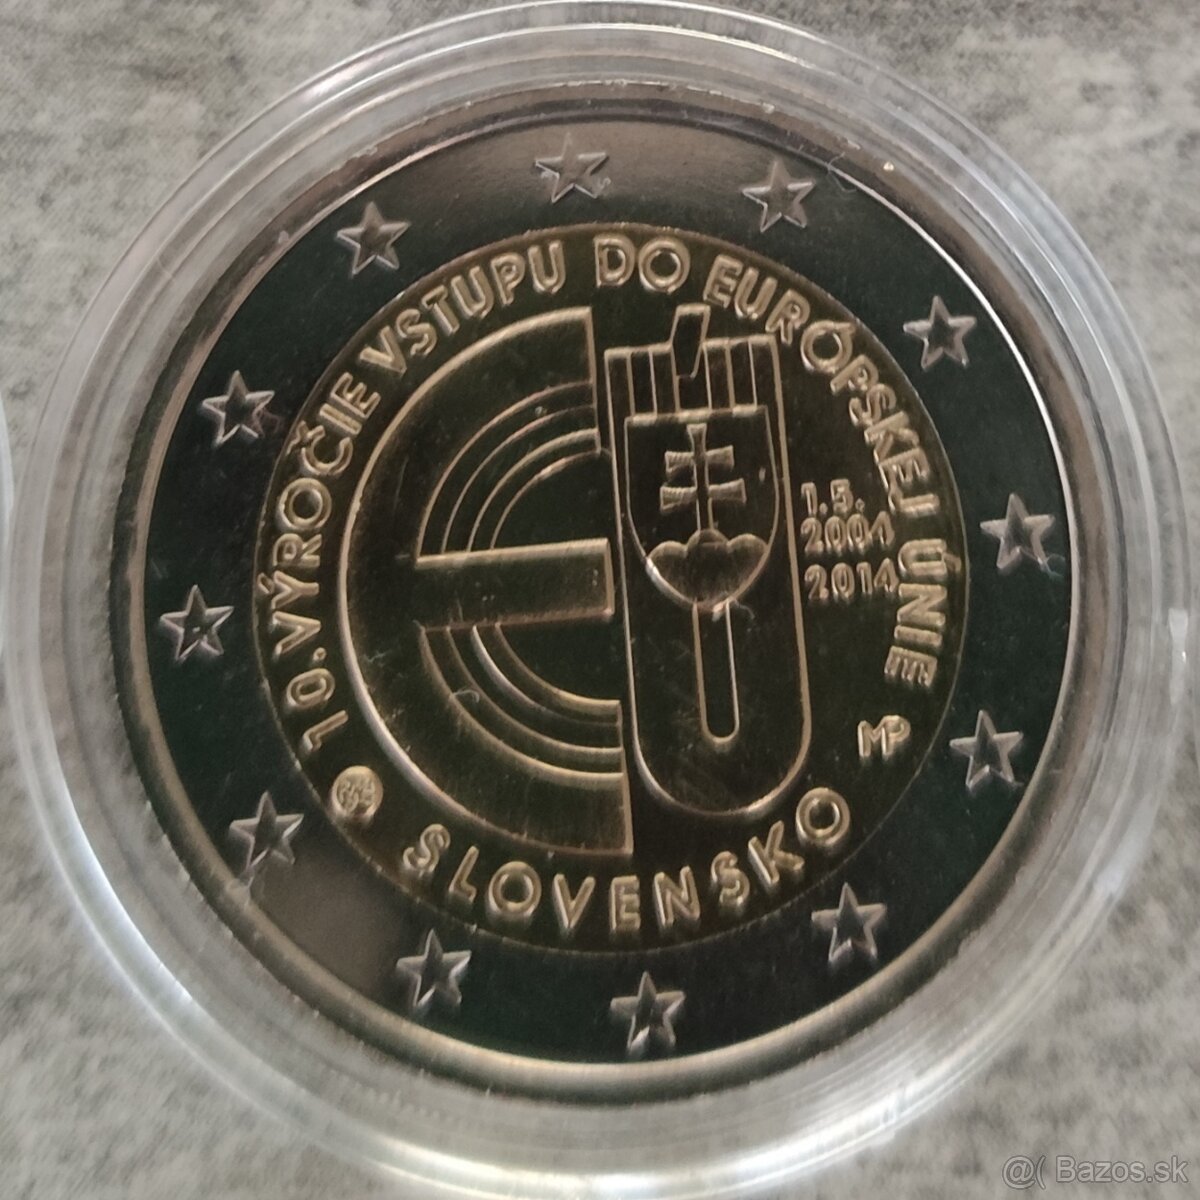 10. VÝROČIE VSTUPU DO EURÓPSKEJ ÚNIE
1.5.
2004
2014
MP
SLOVENSKO
@( Bazos.sk